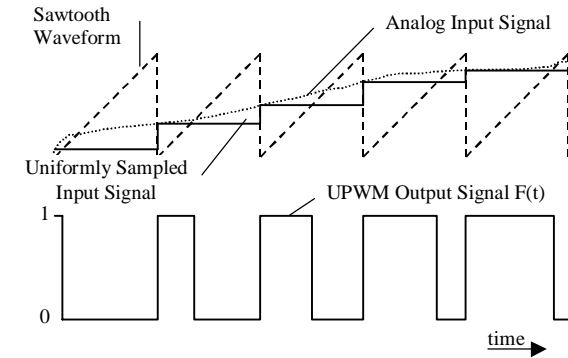 Sawtooth
Waveform
Analog Input Signal
Uniformly Sampled
Input Signal
UPWM Output Signal F(t)
1
0
time